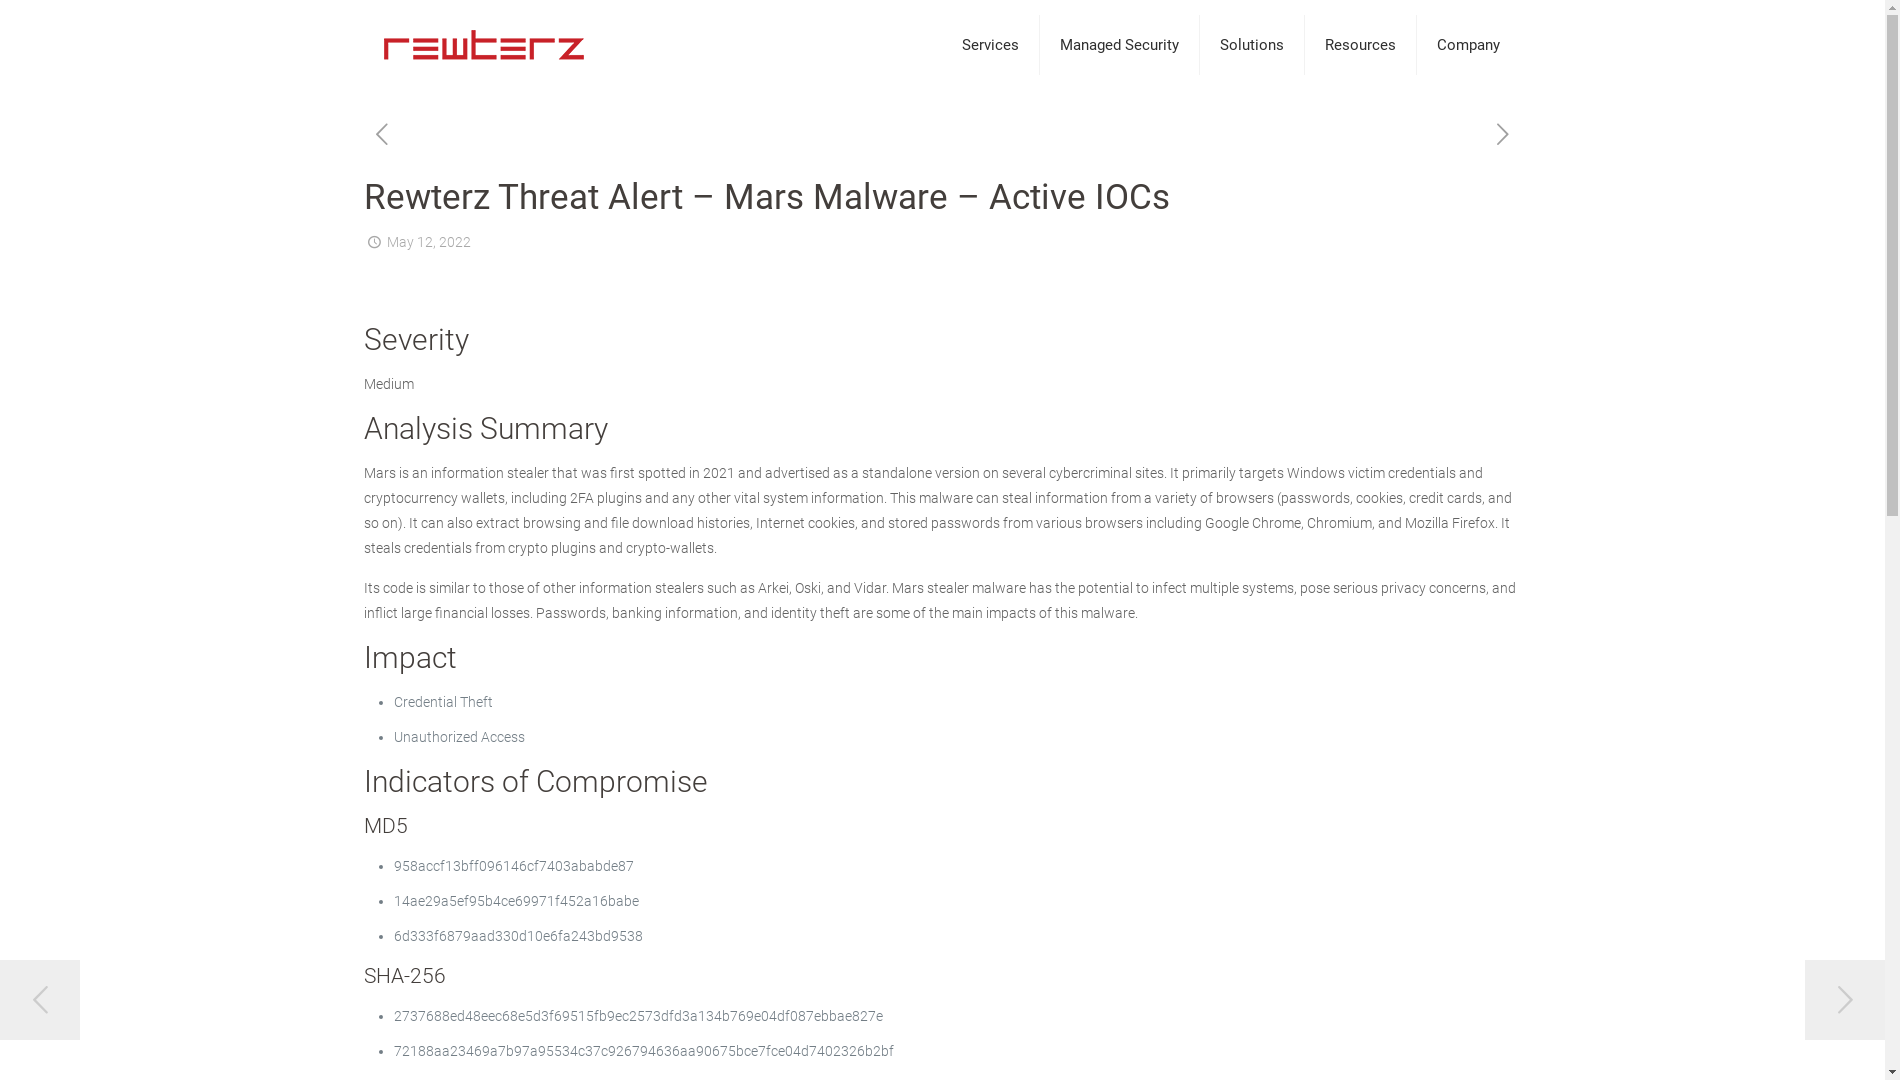 rewterz
Services
Managed Security
Solutions
Resources
Company
Rewterz Threat Alert – Mars Malware – Active IOCs
May 12, 2022
Severity
Medium
Analysis Summary
Mars is an information stealer that was first spotted in 2021 and advertised as a standalone version on several cybercriminal sites. It primarily targets Windows victim credentials and
cryptocurrency wallets, including 2FA plugins and any other vital system information. This malware can steal information from a variety of browsers (passwords, cookies, credit cards, and
so on). It can also extract browsing and file download histories, Internet cookies, and stored passwords from various browsers including Google Chrome, Chromium, and Mozilla Firefox. It
steals credentials from crypto plugins and crypto-wallets.
Its code is similar to those of other information stealers such as Arkei, Oski, and Vidar. Mars stealer malware has the potential to infect multiple systems, pose serious privacy concerns, and
inflict large financial losses. Passwords, banking information, and identity theft are some of the main impacts of this malware.
Impact
Credential Theft
Unauthorized Access
Indicators of Compromise
MD5
958accf13bff096146cf7403ababde87
14ae29a5ef95b4ce69971f452a16babe
6d333f6879aad330d10e6fa243bd9538
SHA-256
2737688ed48eec68e5d3f69515fb9ec2573dfd3a134b769e04df087ebbae827e
72188aa23469a7b97a95534c37c926794636aa90675bce7fce04d7402326b2bf